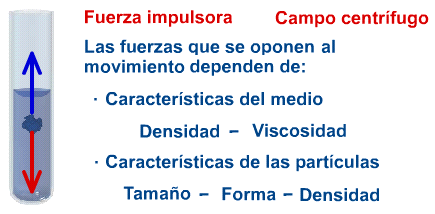 Fuerza impulsora Campo centrífugo
Las fuerzas que se oponen al
movimiento dependen de:
· Características del medio
Densidad – Viscosidad
· Características de las partículas
Tamaño – Forma – Densidad